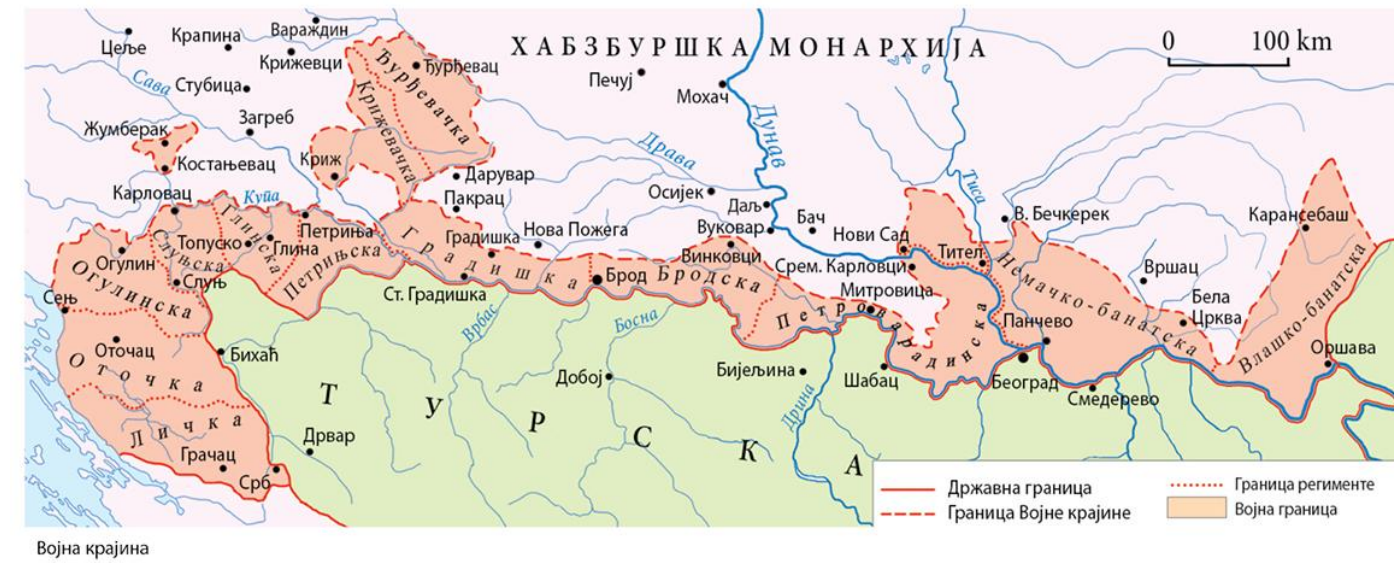 ХАБЗБУРШКА МОНАРХИЈА
0 100 km
Вараждин
Крапина
Цеље
Крижевци
Ђурђевац
Ђурђевачка
Печуј
Мохач
Сава
Стубица
Крижевачка
Дунав
Загреб
Жумберак
Драва
Костањевац
Криж
Дарувар
Тиса
Карловац
Купа
Пакрац
Осијек
Даљ
Бач
В. Бечкерек
Карансебаш
Петриња
Глинска
Топуско
Глина
Слуњска
Градишка
Нова Пожега
Вуковар
Нови Сад
Огулин
Петрињска
Градишка
Винковци
Срем. Карловци
Тител
Огулинска
Слуњ
Ст. Градишка
Брод
Бродска
Митровица
Немачко-банатска
Вршац
Бела
Црква
Влашко-банатска
Сењ
Врбас
Босна
Петроварадинска
Панчево
Оточац
Бихаћ
Оршава
Оточка
Добој
Бијељина
Шабац
Београд
Смедерево
ТУРСКА
Дрина
Личка
Дрвар
Грачац
Срб
Државна граница
Граница Војне крајине
Граница регименте
Војна граница
Војна крајина